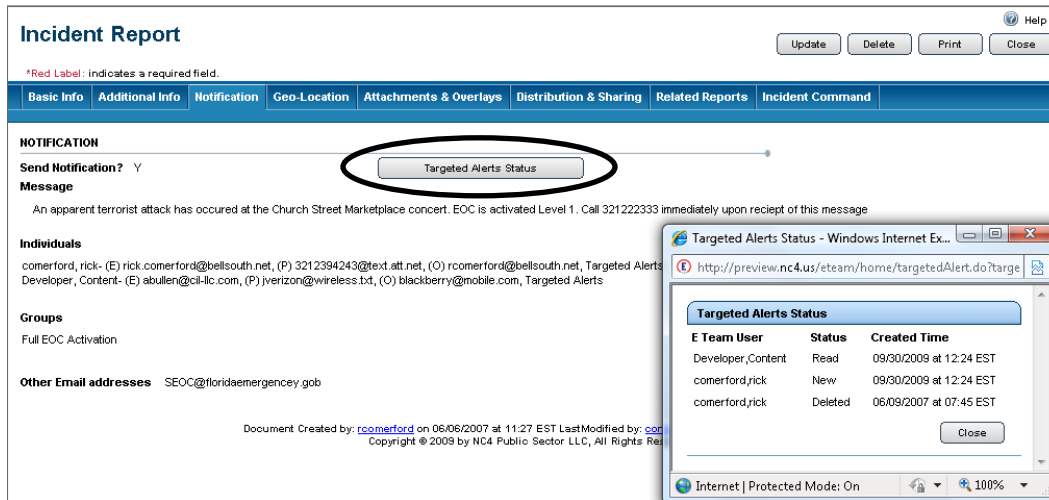 Help
Incident Report
Update Delete Print Close
*Red Label: indicates a required field.
Basic Info Additional Info Notification Geo-Location Attachments & Overlays Distribution & Sharing Related Reports Incident Command
NOTIFICATION
Send Notification? Y Targeted Alerts Status
Message
An apparent terrorist attack has occured at the Church Street Marketplace concert. EOC is activated Level 1. Call 321222333 immediately upon reciept of this message
Individuals
comerford, rick- (E) rick.comerford@bellsouth.net, (P) 3212394243@text.att.net, (O) rcomerford@bellsouth.net, Targeted Alerts
Developer, Content- (E) abullen@cil-llc.com, (P) jverizon@wireless.txt, (O) blackberry@mobile.com, Targeted Alerts
Groups
Full EOC Activation
Other Email addresses SEOC@floridaemergencey.gob
Document Created by: rcomerford on 06/06/2007 at 11:27 EST LastModified by: co
Copyright © 2009 by NC4 Public Sector LLC, All Rights Re
Targeted Alerts Status - Windows Internet Ex...
http://preview.nc4.us/eteam/home/targetedAlert.do?targe
Targeted Alerts Status
E Team User Status Created Time
Developer,Content Read 09/30/2009 at 12:24 EST
comerford,rick New 09/30/2009 at 12:24 EST
comerford,rick Deleted 06/09/2007 at 07:45 EST
Close
Internet | Protected Mode: On 100%